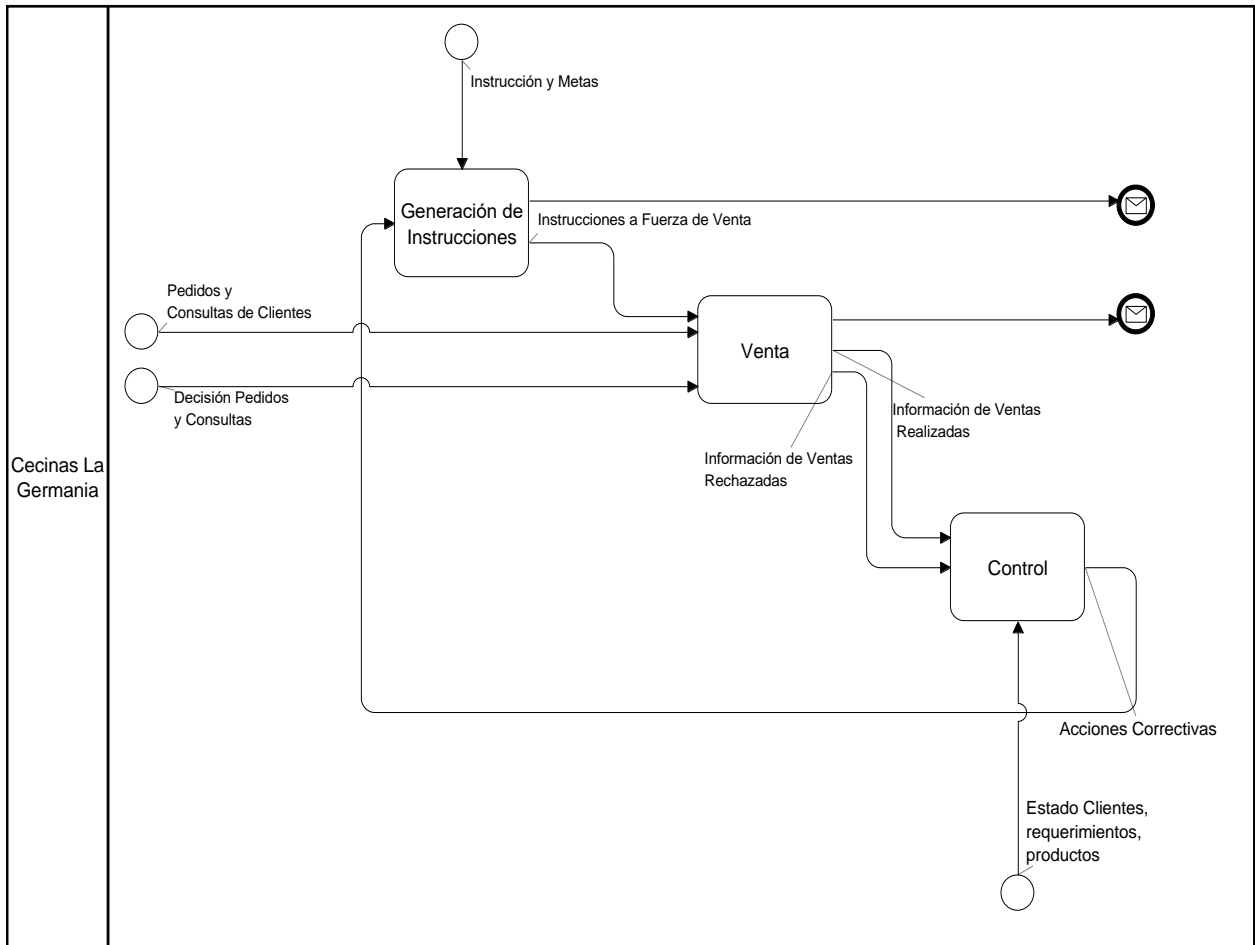 Instrucción y Metas
Generación de
Instrucciones
Instrucciones a Fuerza de Venta
Pedidos y
Consultas de Clientes
Venta
Decisión Pedidos
y Consultas
Información de Ventas
Realizadas
Información de Ventas
Rechazadas
Cecinas La
Germania
Control
Acciones Correctivas
Estado Clientes,
requerimientos,
productos